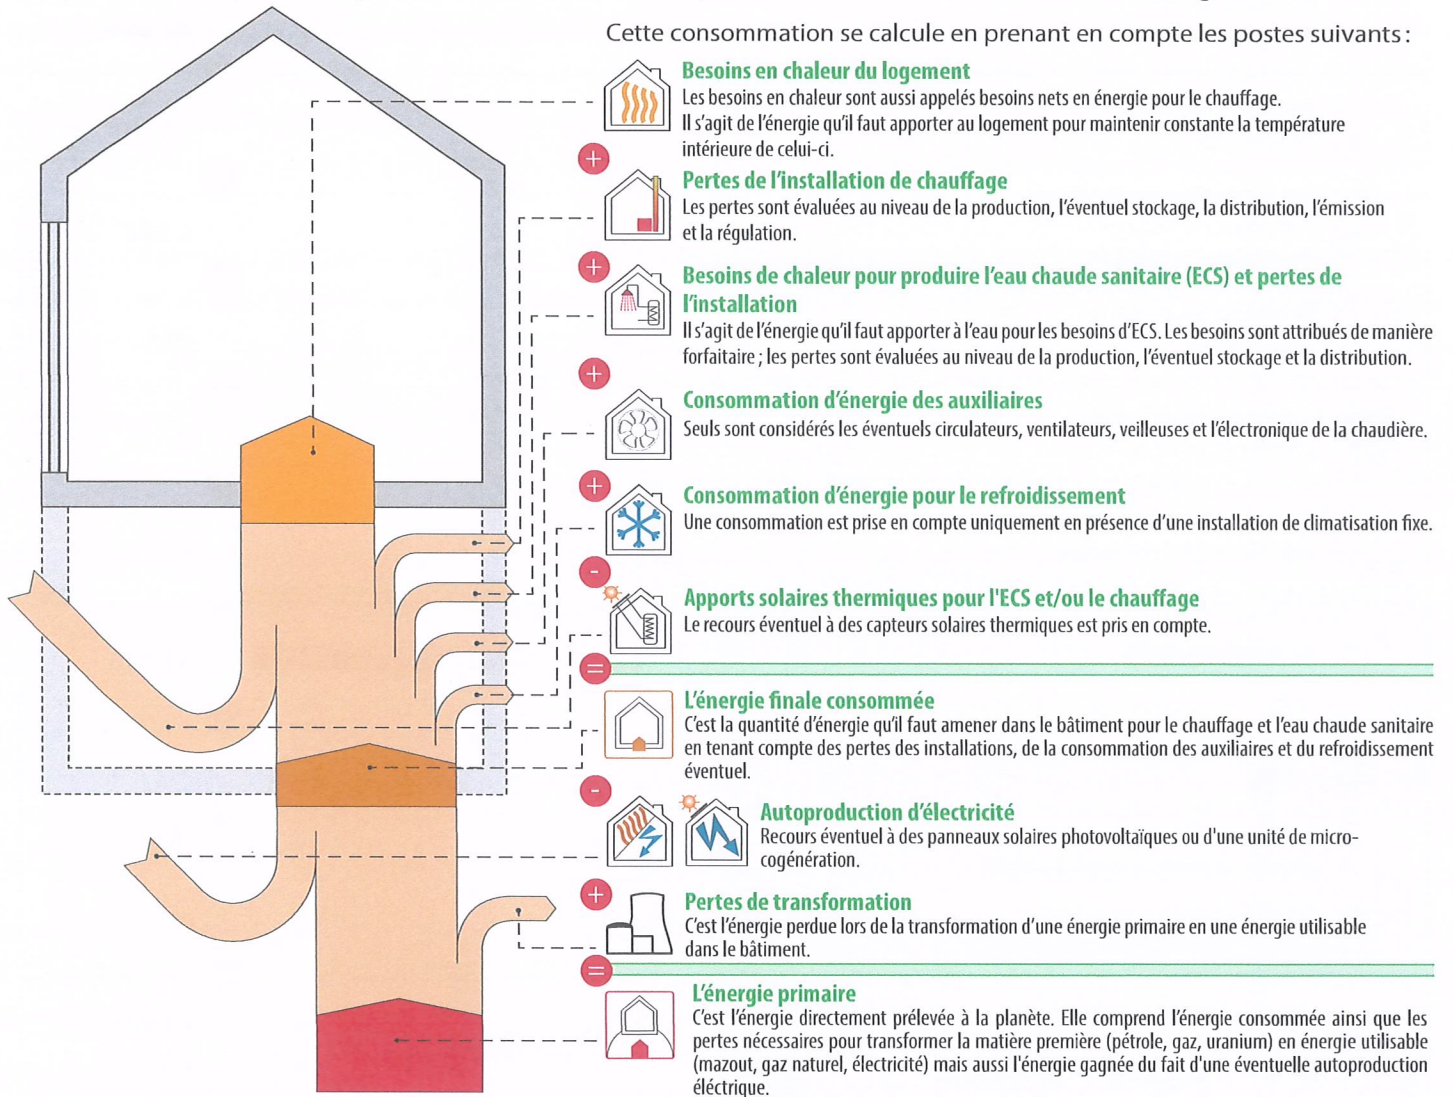 Cette consommation se calcule en prenant en compte les postes suivants :
Besoins en chaleur du logement
Les besoins en chaleur sont aussi appelés besoins nets en énergie pour le chauffage.
Il s'agit de l'énergie qu'il faut apporter au logement pour maintenir constante la température
intérieure de celui-ci.
+
Pertes de l'installation de chauffage
Les pertes sont évaluées au niveau de la production, l'éventuel stockage, la distribution, l'émission
et la régulation.
+
Besoins de chaleur pour produire l'eau chaude sanitaire (ECS) et pertes de
l'installation
Il s'agit de l'énergie qu'il faut apporter à l'eau pour les besoins d'ECS. Les besoins sont attribués de manière
forfaitaire ; les pertes sont évaluées au niveau de la production, l'éventuel stockage et la distribution.
+
Consommation d'énergie des auxiliaires
Seuls sont considérés les éventuels circulateurs, ventilateurs, veilleuses et l'électronique de la chaudière.
+
Consommation d'énergie pour le refroidissement
Une consommation est prise en compte uniquement en présence d'une installation de climatisation fixe.
-
Apports solaires thermiques pour l'ECS et/ou le chauffage
Le recours éventuel à des capteurs solaires thermiques est pris en compte.
=
L'énergie finale consommée
C'est la quantité d'énergie qu'il faut amener dans le bâtiment pour le chauffage et l'eau chaude sanitaire
en tenant compte des pertes des installations, de la consommation des auxiliaires et du refroidissement
éventuel.
-
Autoproduction d'électricité
Recours éventuel à des panneaux solaires photovoltaïques ou d'une unité de micro-
cogénération.
+
Pertes de transformation
C'est l'énergie perdue lors de la transformation d'une énergie primaire en une énergie utilisable
dans le bâtiment.
=
L'énergie primaire
C'est l'énergie directement prélevée à la planète. Elle comprend l'énergie consommée ainsi que les
pertes nécessaires pour transformer la matière première (pétrole, gaz, uranium) en énergie utilisable
(mazout, gaz naturel, électricité) mais aussi l'énergie gagnée du fait d'une éventuelle autoproduction
éléctrique.